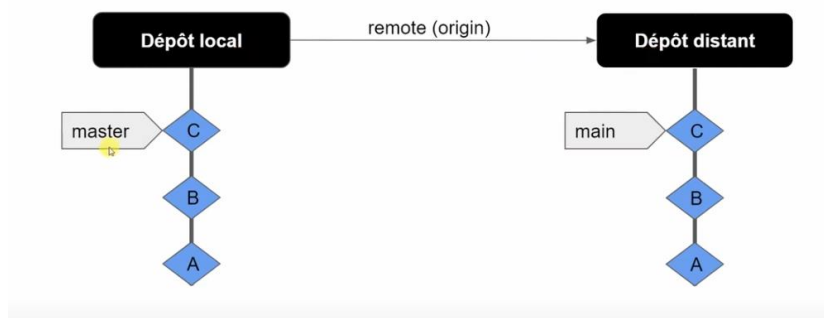 Dépôt local
remote (origin)
Dépôt distant
master
C
main
C
B
B
A
A